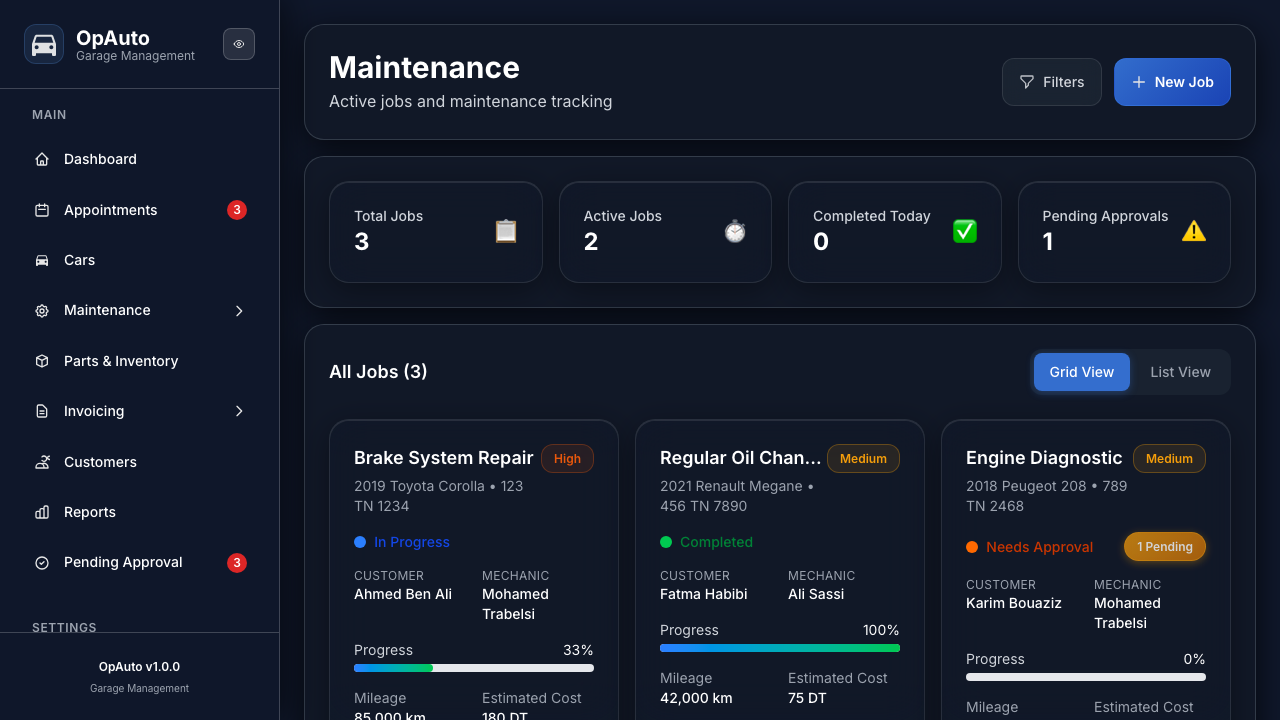 OpAuto
Garage Management
MAIN
Dashboard
Appointments
3
Cars
Maintenance
Parts & Inventory
Invoicing
Customers
Reports
Pending Approval
3
SETTINGS
OpAuto v1.0.0
Garage Management
Maintenance
Active jobs and maintenance tracking
Filters
New Job
Total Jobs
3
Active Jobs
2
Completed Today
0
Pending Approvals
1
All Jobs (3)
Grid View
List View
Brake System Repair
High
2019 Toyota Corolla • 123
TN 1234
In Progress
CUSTOMER
Ahmed Ben Ali
MECHANIC
Mohamed
Trabelsi
Progress
33%
Mileage
85,000 km
Estimated Cost
180 DT
Regular Oil Chan...
Medium
2021 Renault Megane •
456 TN 7890
Completed
CUSTOMER
Fatma Habibi
MECHANIC
Ali Sassi
Progress
100%
Mileage
42,000 km
Estimated Cost
75 DT
Engine Diagnostic
Medium
2018 Peugeot 208 • 789
TN 2468
Needs Approval
1 Pending
CUSTOMER
Karim Bouaziz
MECHANIC
Mohamed
Trabelsi
Progress
0%
Mileage
Estimated Cost